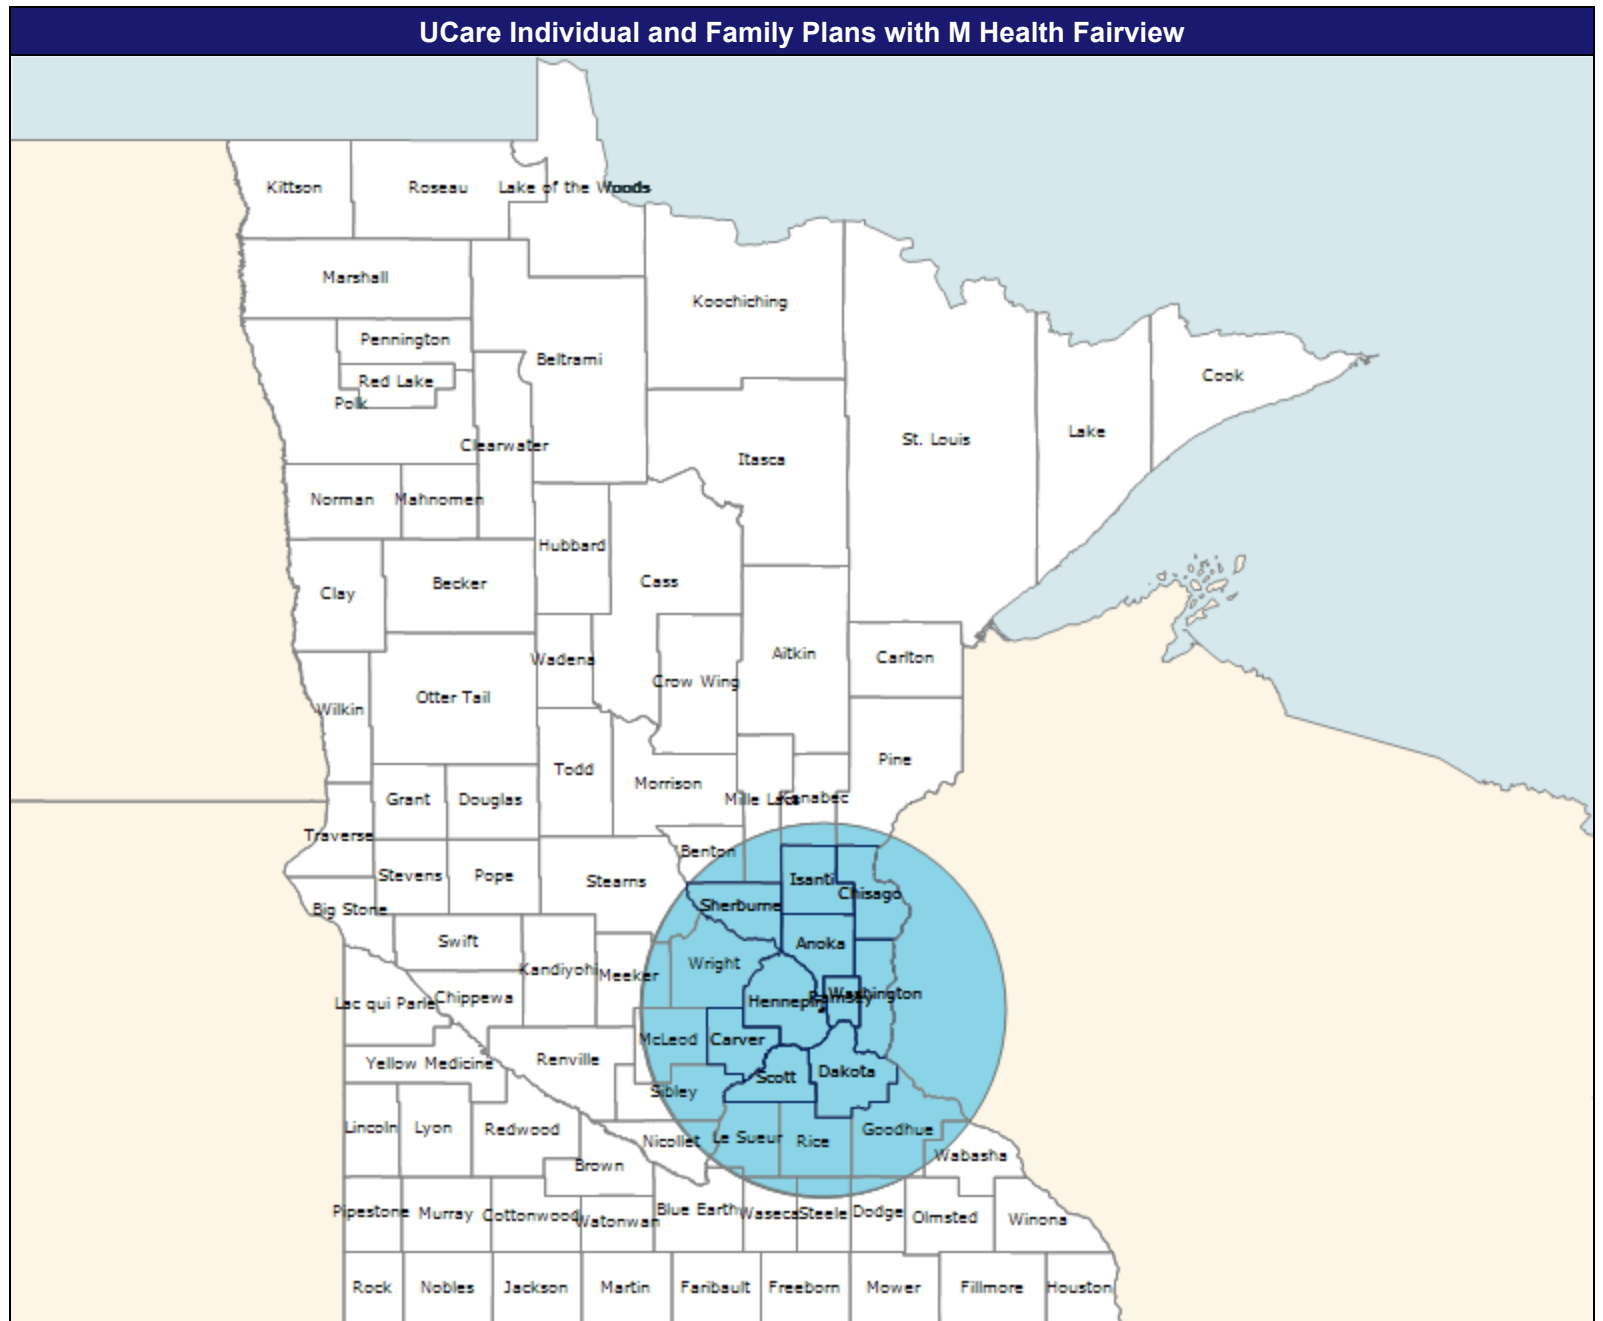 UCare Individual and Family Plans with M Health Fairview
Kittson
Roseau
Lake of the Woods
Marshall
Koochiching
Pennington
Beltrami
Red Lake
Cook
Polk
Lake
St. Louis
Clearwater
Itasca
Norman
Mahnomen
Hubbard
Cass
Becker
Clay
Aitkin
Carlton
Wadena
Crow Wing
Otter Tail
Wilkin
Pine
Todd
Morrison
Grant
Douglas
Mille Lacs
Kanabec
Traverse
Benton
Stevens
Pope
Stearns
Isanti
Chisago
Big Stone
Sherburne
Swift
Anoka
Wright
Kandiyohi
Meeker
Washington
Ramsey
Hennepin
Lac qui Parle
Chippewa
McLeod
Carver
Renville
Yellow Medicine
Scott
Dakota
Sibley
Lincoln
Lyon
Redwood
Nicollet
Le Sueur
Rice
Goodhue
Wabasha
Brown
Pipestone
Murray
Cottonwood
Watonwan
Blue Earth
Waseca
Steele
Dodge
Olmsted
Winona
Rock
Nobles
Jackson
Martin
Faribault
Freeborn
Mower
Fillmore
Houston